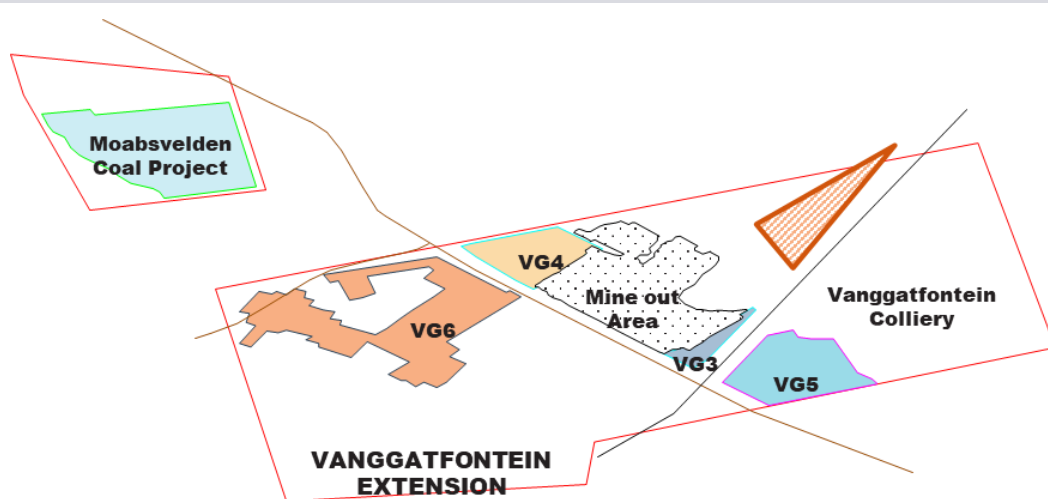 Moabsvelden
Coal Project
VG4
Mine out
Area
Vanggatfontein
Colliery
VG6
VG3
VG5
VANGGATFONTEIN
EXTENSION